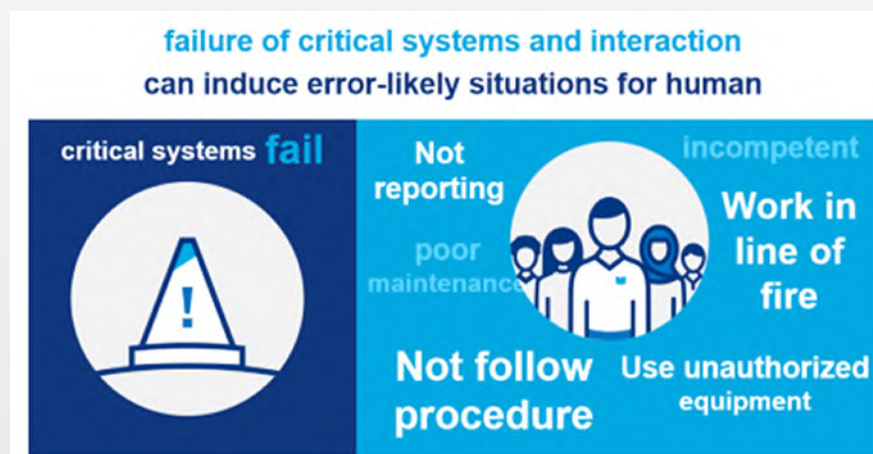 failure of critical systems and interaction
can induce error-likely situations for human
critical systems fail
!
Not
reporting
poor
maintenance
incompetent
Work in
line of
fire
Not follow
procedure
Use unauthorized
equipment